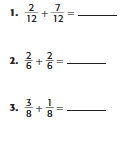 1. 2/12 + 7/12 = ______
2. 2/6 + 2/6 = ______
3. 3/8 + 1/8 = ______